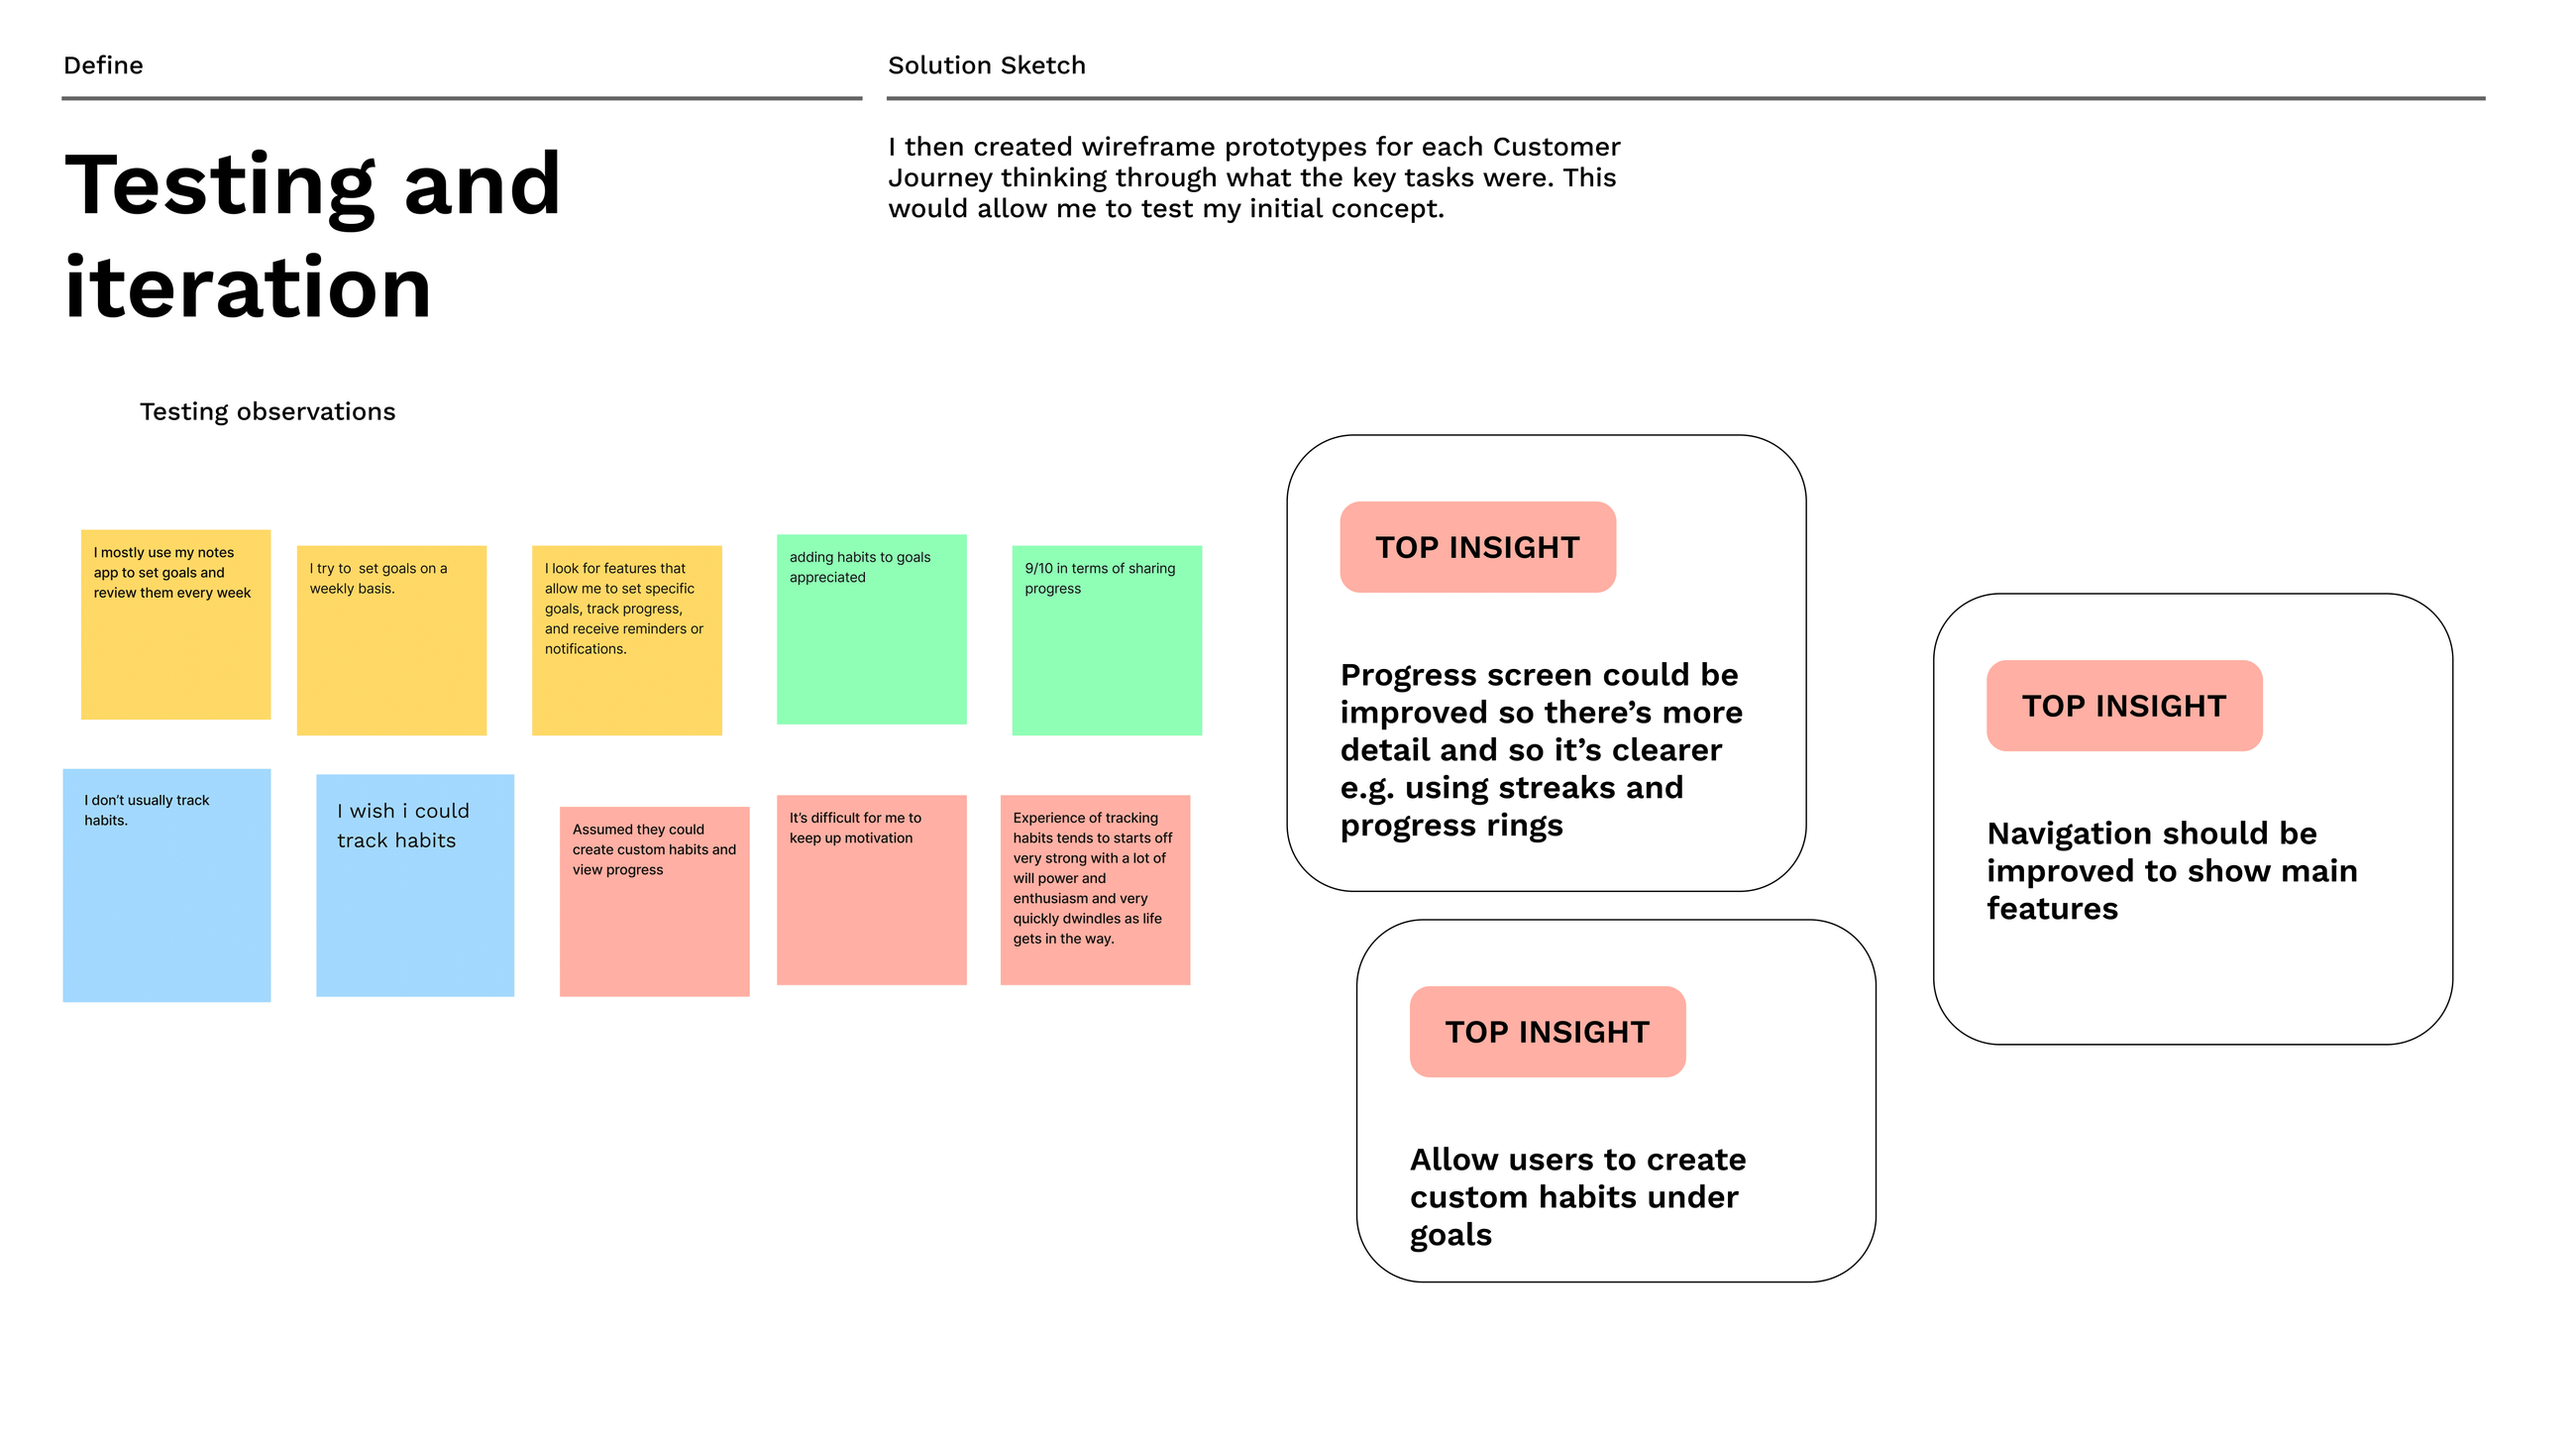 Define
Solution Sketch
Testing and
iteration
I then created wireframe prototypes for each Customer
Journey thinking through what the key tasks were. This
would allow me to test my initial concept.
Testing observations
I mostly use my notes
app to set goals and
review them every week
I try to  set goals on a
weekly basis.
I look for features that
allow me to set specific
goals, track progress,
and receive reminders or
notifications.
adding habits to goals
appreciated
9/10 in terms of sharing
progress
I don’t usually track
habits.
I wish i could
track habits
Assumed they could
create custom habits and
view progress
It’s difficult for me to
keep up motivation
Experience of tracking
habits tends to starts off
very strong with a lot of
will power and
enthusiasm and very
quickly dwindles as life
gets in the way.
TOP INSIGHT
Progress screen could be
improved so there’s more
detail and so it’s clearer
e.g. using streaks and
progress rings
TOP INSIGHT
Navigation should be
improved to show main
features
TOP INSIGHT
Allow users to create
custom habits under
goals